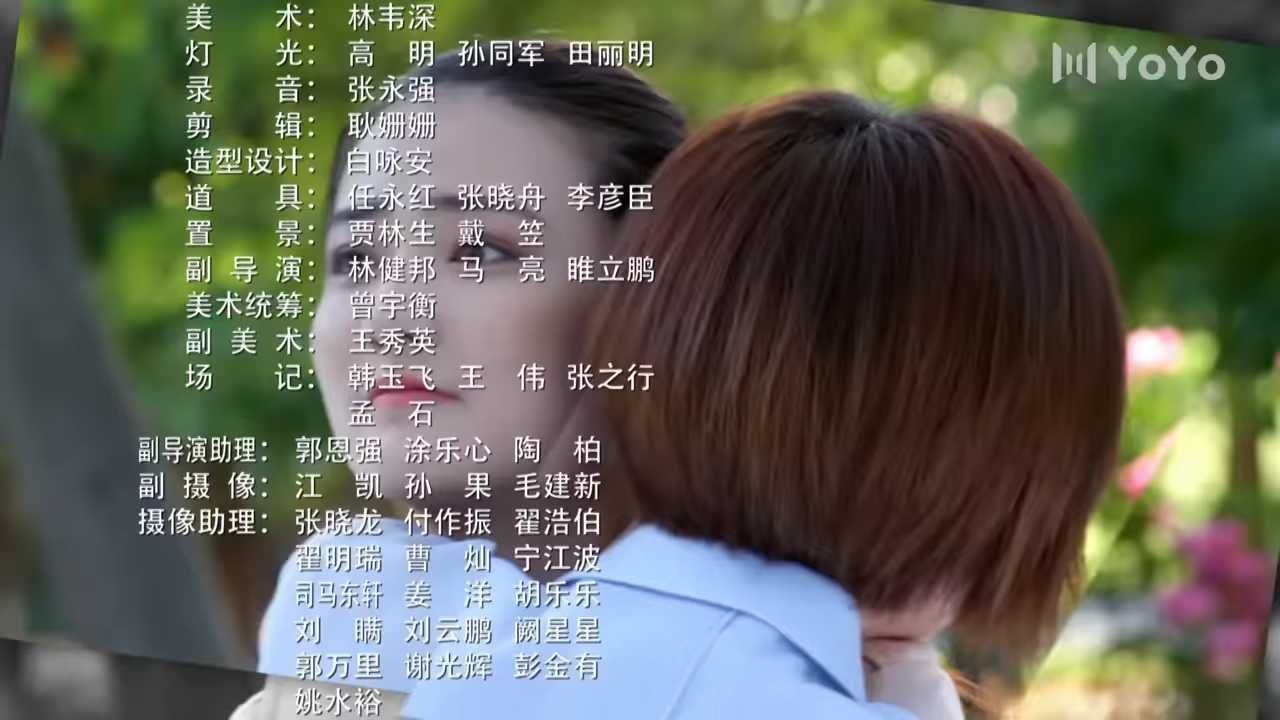 美 术： 林韦深
YOYO
灯 光： 高 明 孙同军 田丽明
录 音： 张永强
剪 辑： 耿姗姗
造型设计： 白咏安
道 具： 任永红 张晓舟 李彦臣
置 景： 贾林生 戴 笠
副 导 演： 林健邦 马 亮 睢立鹏
美术统筹： 曾宇衡
副 美 术： 王秀英
场 记： 韩玉飞 王 伟 张之行
孟 石
副导演助理： 郭恩强 涂乐心 陶 柏
副 摄 像： 江 凯 孙 果 毛建新
摄像助理： 张晓龙 付作振 翟浩伯
翟明瑞 曹 灿 宁江波
司马东轩 姜 洋 胡乐乐
刘 瞒 刘云鹏 阚星星
郭万里 谢光辉 彭金有
姚水裕